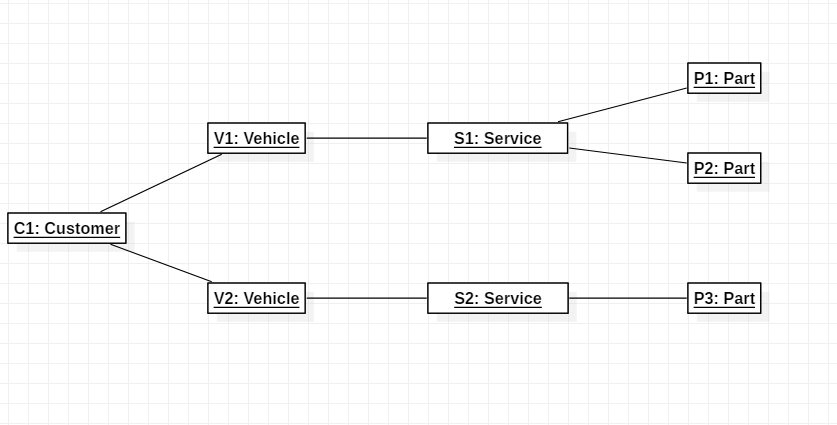 P1: Part
V1: Vehicle
S1: Service
P2: Part
C1: Customer
V2: Vehicle
S2: Service
P3: Part